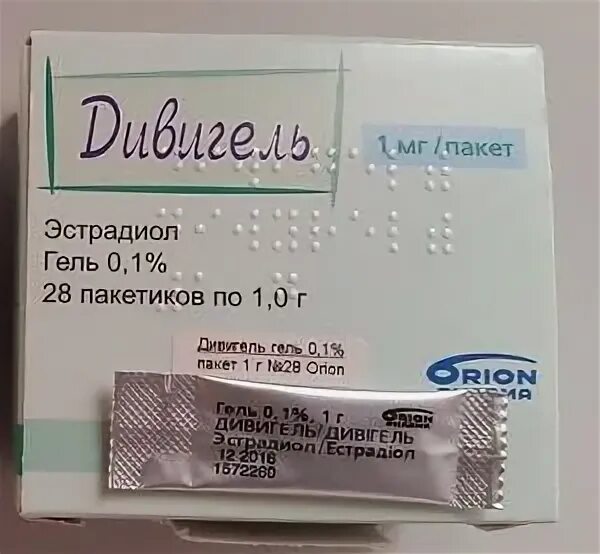 Дивигель
1 мг/пакет
Эстрадиол
Гель 0,1%
28 пакетиков по 1,0 г
Дивигель гель 0,1%
пакет 1 г №28 Orion
ORION
Гель 0,1%, 1 г
ORION
ДИВИГЕЛЬ/ДИВІГЕЛЬ
Эстрадиол/Естрадіол
12 2016
1572260